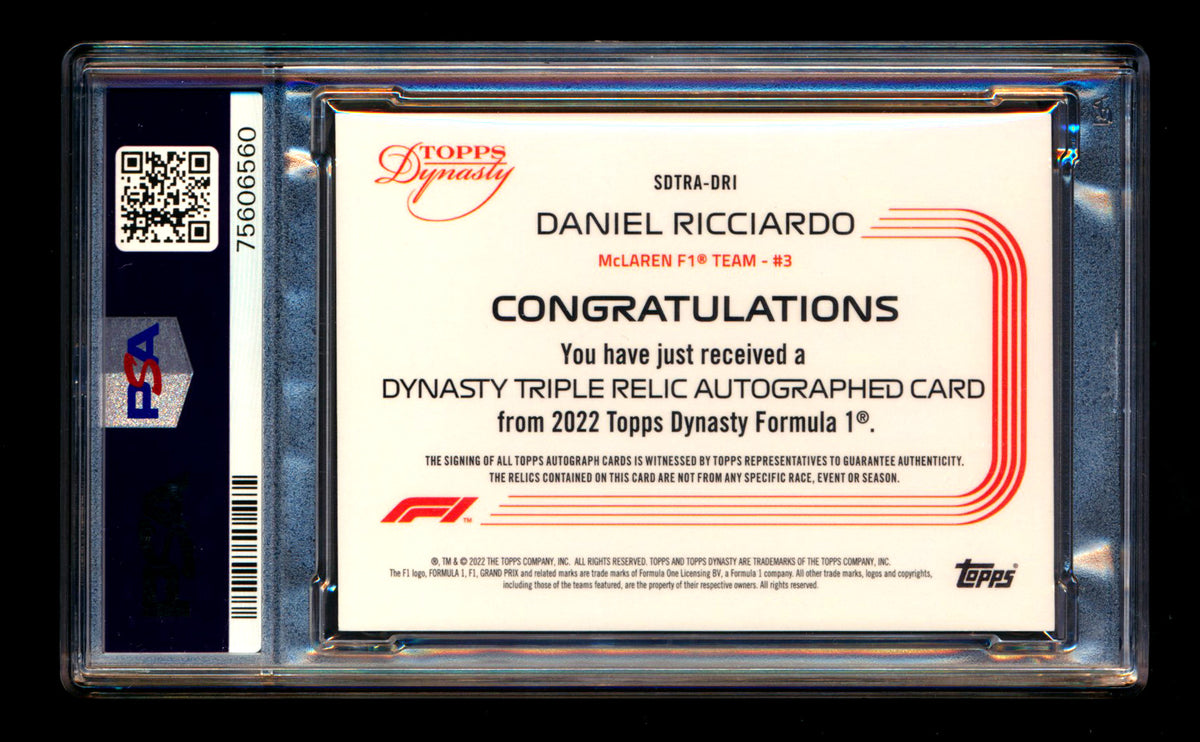 75606560
PSA
TOPPS
Dynasty
SDTRA-DRI
DANIEL RICCIARDO
McLAREN F1® TEAM - #3
CONGRATULATIONS
You have just received a
DYNASTY TRIPLE RELIC AUTOGRAPHED CARD
from 2022 Topps Dynasty Formula 1®.
THE SIGNING OF ALL TOPPS AUTOGRAPH CARDS IS WITNESSED BY TOPPS REPRESENTATIVES TO GUARANTEE AUTHENTICITY.
THE RELICS CONTAINED ON THIS CARD ARE NOT FROM ANY SPECIFIC RACE, EVENT OR SEASON.
F1™
®, TM & © 2022 THE TOPPS COMPANY, INC. ALL RIGHTS RESERVED. TOPPS AND TOPPS DYNASTY ARE TRADEMARKS OF THE TOPPS COMPANY, INC.
The F1 logo, FORMULA 1, F1, GRAND PRIX and related marks are trade marks of Formula One Licensing BV, a Formula 1 company. All other trade marks, logos and copyrights,
including those of the teams featured, are the property of their respective owners. All rights reserved.
Topps®